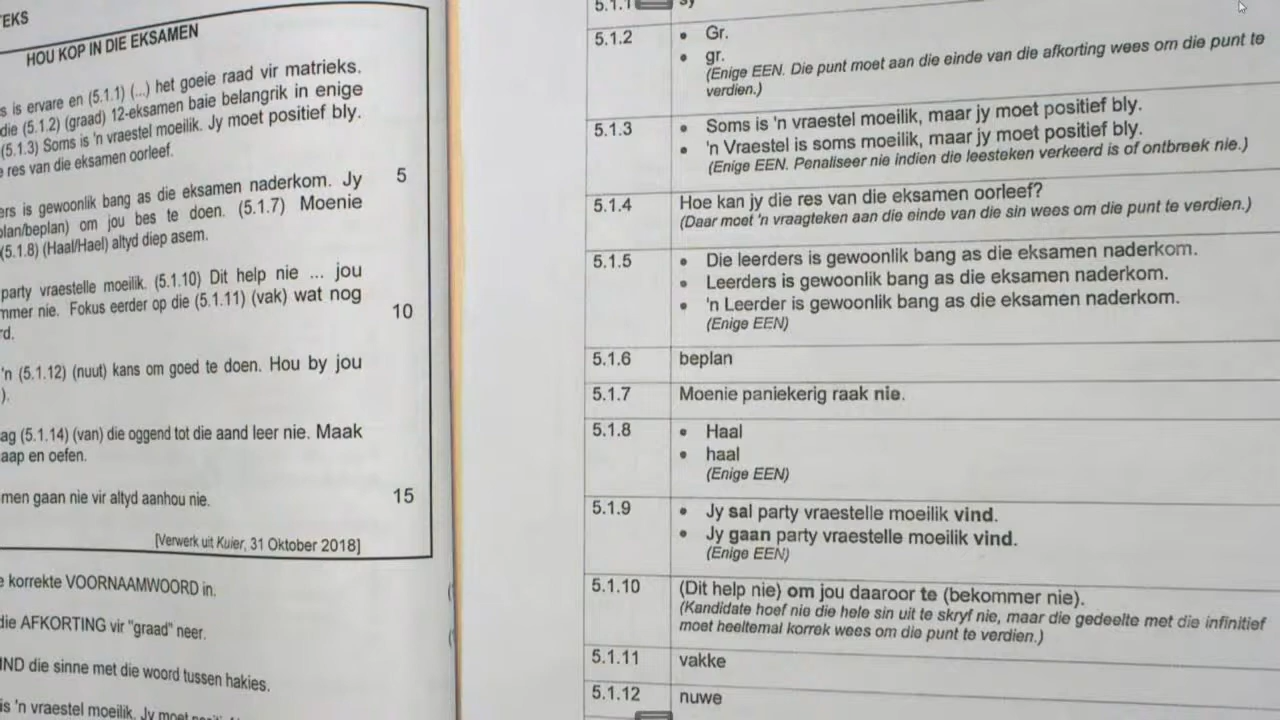 TEKS
HOU KOP IN DIE EKSAMEN
s is ervare en (5.1.1) (...) het goeie raad vir matrieks.
die (5.1.2) (graad) 12-eksamen baie belangrik in enige
(5.1.3) Soms is 'n vraestel moeilik. Jy moet positief bly.
e res van die eksamen oorleef.
ers is gewoonlik bang as die eksamen naderkom. Jy 5
plan/beplan) om jou bes te doen. (5.1.7) Moenie
(5.1.8) (Haal/Hael) altyd diep asem.
party vraestelle moeilik. (5.1.10) Dit help nie ... jou
mmer nie. Fokus eerder op die (5.1.11) (vak) wat nog 10
rd.
'n (5.1.12) (nuut) kans om goed te doen. Hou by jou
).
ag (5.1.14) (van) die oggend tot die aand leer nie. Maak
aap en oefen.
men gaan nie vir altyd aanhou nie. 15
[Verwerk uit Kuier, 31 Oktober 2018]
e korrekte VOORNAAMWOORD in.
die AFKORTING vir "graad" neer.
IND die sinne met die woord tussen hakies.
is 'n vraestel moeilik. Jy moet
5.1.1 sy
5.1.2 • Gr.
• gr.
(Enige EEN. Die punt moet aan die einde van die afkorting wees om die punt te
verdien.)
5.1.3 • Soms is 'n vraestel moeilik, maar jy moet positief bly.
• 'n Vraestel is soms moeilik, maar jy moet positief bly.
(Enige EEN. Penaliseer nie indien die leesteken verkeerd is of ontbreek nie.)
5.1.4 Hoe kan jy die res van die eksamen oorleef?
(Daar moet 'n vraagteken aan die einde van die sin wees om die punt te verdien.)
5.1.5 • Die leerders is gewoonlik bang as die eksamen naderkom.
• Leerders is gewoonlik bang as die eksamen naderkom.
• 'n Leerder is gewoonlik bang as die eksamen naderkom.
(Enige EEN)
5.1.6 beplan
5.1.7 Moenie paniekerig raak nie.
5.1.8 • Haal
• haal
(Enige EEN)
5.1.9 • Jy sal party vraestelle moeilik vind.
• Jy gaan party vraestelle moeilik vind.
(Enige EEN)
5.1.10 (Dit help nie) om jou daaroor te (bekommer nie).
(Kandidate hoef nie die hele sin uit te skryf nie, maar die gedeelte met die infinitief
moet heeltemal korrek wees om die punt te verdien.)
5.1.11 vakke
5.1.12 nuwe